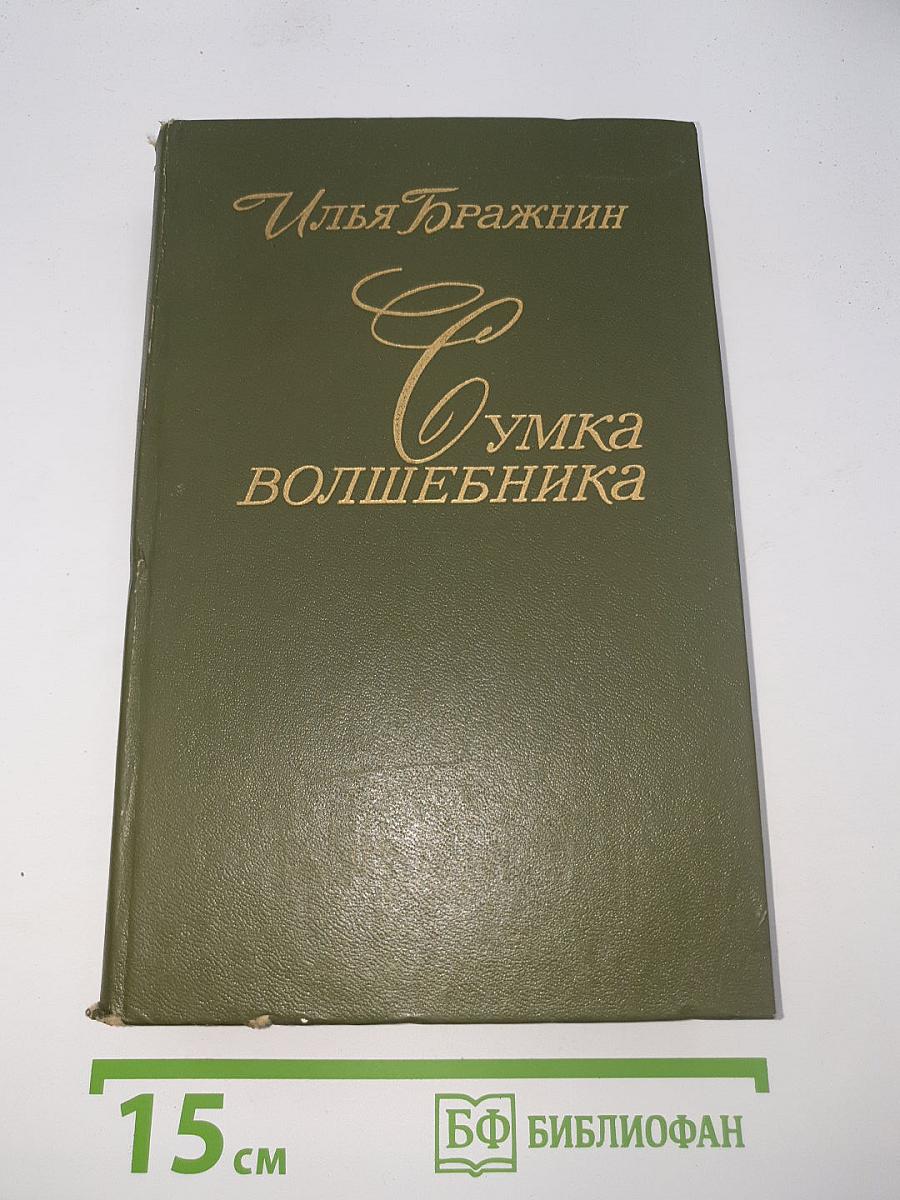 Илья Бражнин
Сумка
волшебника
15 см
БФ БИБЛИОФАН